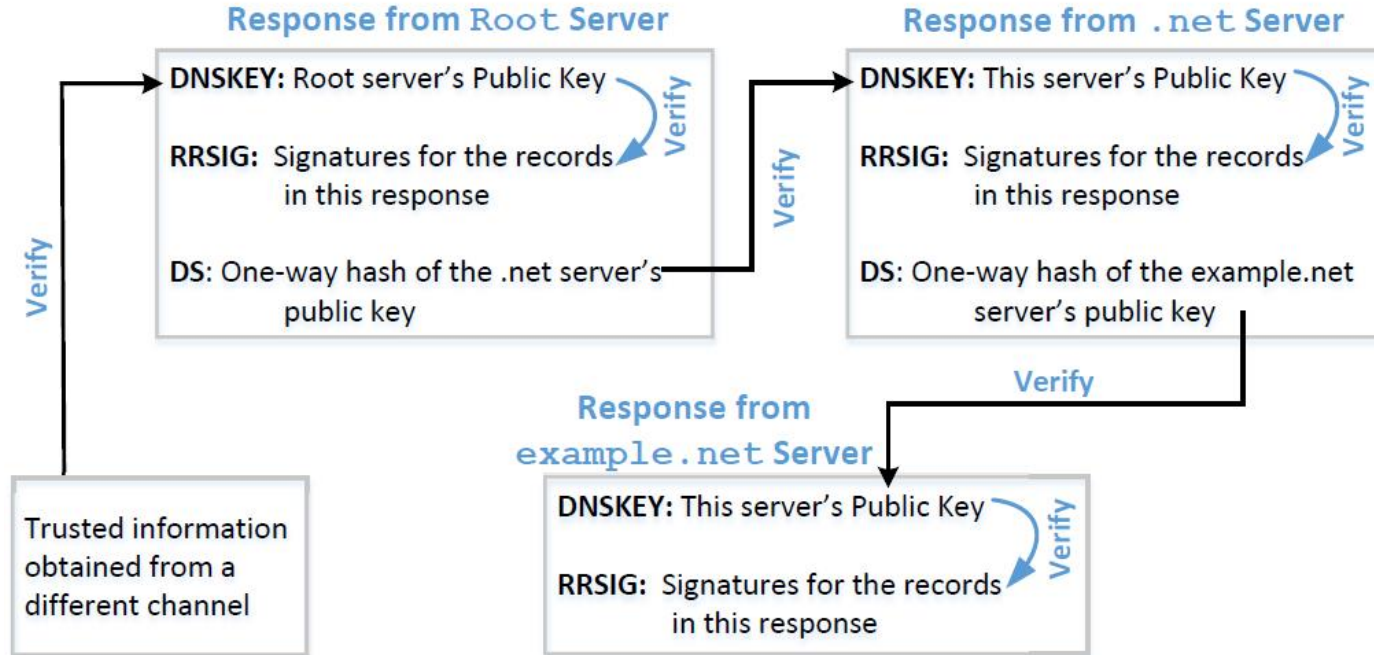 Response from Root Server
DNSKEY: Root server's Public Key
Verify
RRSIG: Signatures for the records
in this response
DS: One-way hash of the .net server's
public key
Verify
Verify
Response from .net Server
DNSKEY: This server's Public Key
Verify
RRSIG: Signatures for the records
in this response
DS: One-way hash of the example.net
server's public key
Verify
Trusted information
obtained from a
different channel
Response from
example.net Server
DNSKEY: This server's Public Key
Verify
RRSIG: Signatures for the records
in this response